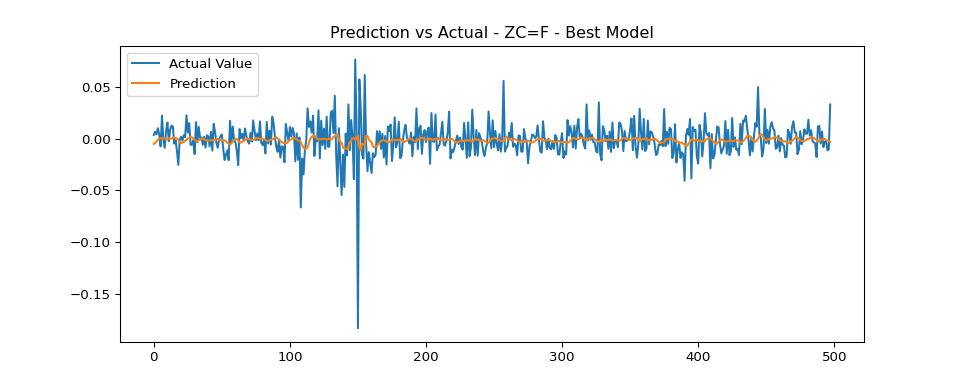 Prediction vs Actual - ZC=F - Best Model
Actual Value
Prediction
0.05
0.00
−0.05
−0.10
−0.15
0 100 200 300 400 500